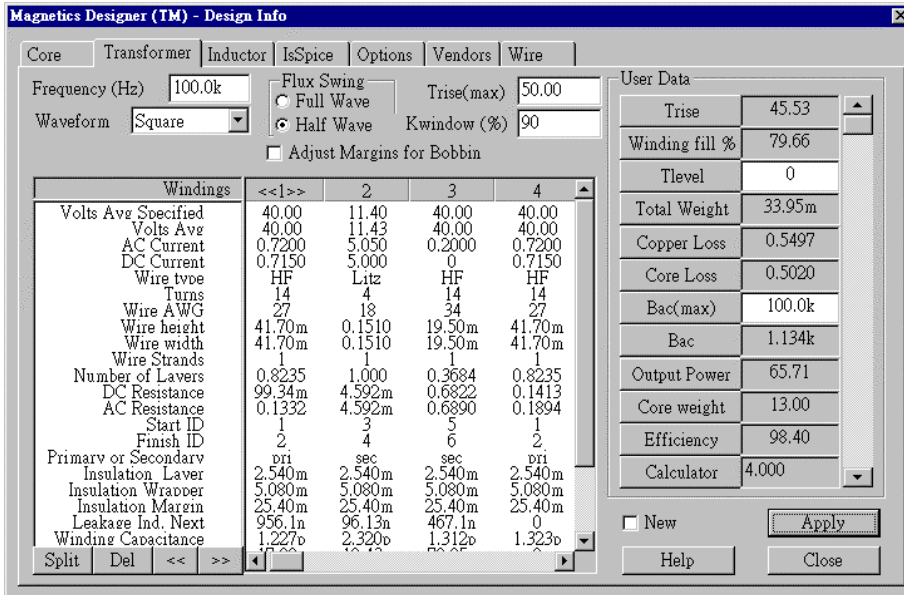 Magnetics Designer (TM) - Design Info
Core Transformer Inductor IsSpice Options Vendors Wire
Frequency (Hz) 100.0k
Waveform Square
Flux Swing
Full Wave
Half Wave
Trise(max) 50.00
Kwindow (%) 90
Adjust Margins for Bobbin
Windings <<1>> 2 3 4
Volts Avg Specified 40.00 11.40 40.00 40.00
Volts Avg 40.00 11.43 40.00 40.00
AC Current 0.7200 5.050 0.2000 0.7200
DC Current 0.7150 5.000 0 0.7150
Wire type HF Litz HF HF
Turns 14 4 14 14
Wire AWG 27 18 34 27
Wire height 41.70m 0.1510 19.50m 41.70m
Wire width 41.70m 0.1510 19.50m 41.70m
Wire Strands 1 1 1 1
Number of Layers 0.8235 1.000 0.3684 0.8235
DC Resistance 99.34m 4.592m 0.6822 0.1413
AC Resistance 0.1332 4.592m 0.6890 0.1894
Start ID 1 3 5 1
Finish ID 2 4 6 2
Primary or Secondary pri sec sec pri
Insulation Layer 2.540m 2.540m 2.540m 2.540m
Insulation Wrapper 5.080m 5.080m 5.080m 5.080m
Insulation Margin 25.40m 25.40m 25.40m 25.40m
Leakage Ind. Next 956.1n 96.13n 467.1n 0
Winding Capacitance 1.227p 2.320p 1.312p 1.323p
Split Del << >>
User Data
Trise 45.53
Winding fill % 79.66
Tlevel 0
Total Weight 33.95m
Copper Loss 0.5497
Core Loss 0.5020
Bac(max) 100.0k
Bac 1.134k
Output Power 65.71
Core weight 13.00
Efficiency 98.40
Calculator 4.000
New Apply
Help Close